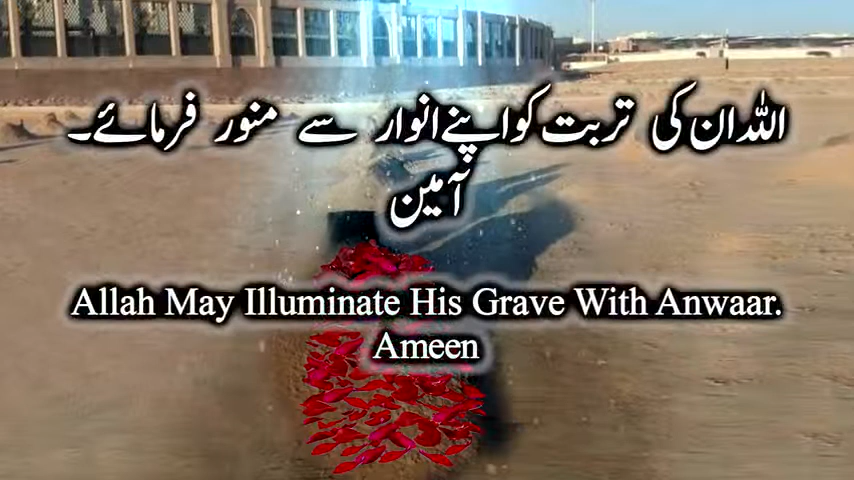 اللہ ان کی تربت کو اپنے انوار سے منور فرمائے۔
آمین
Allah May Illuminate His Grave With Anwaar.
Ameen